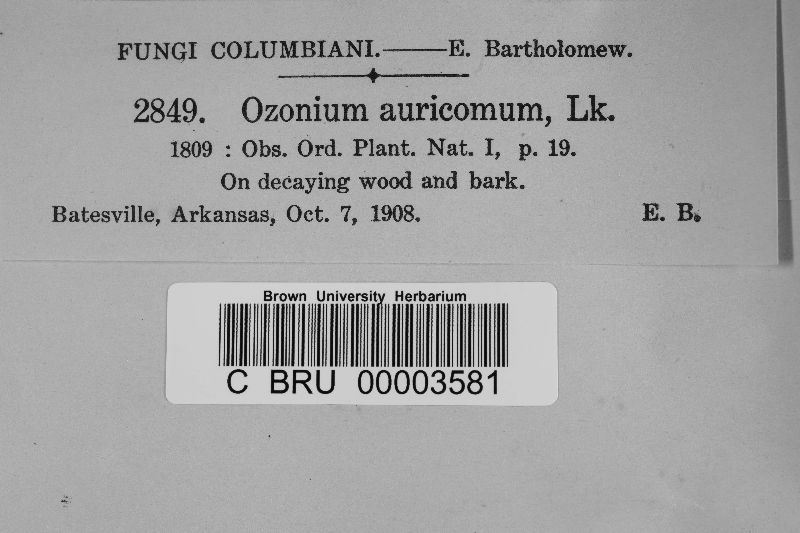 FUNGI COLUMBIANI.——E. Bartholomew.
2849. Ozonium auricomum, Lk.
1809 : Obs. Ord. Plant. Nat. I, p. 19.
On decaying wood and bark.
Batesville, Arkansas, Oct. 7, 1908. E. B.
Brown University Herbarium
C BRU 00003581